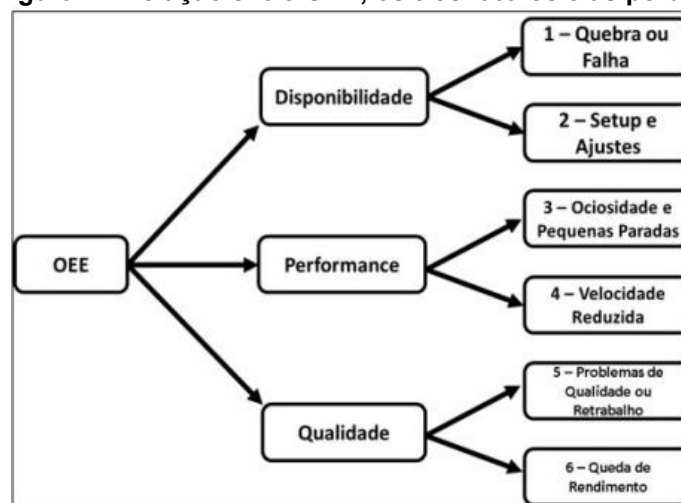 1 – Quebra ou
Falha
Disponibilidade
2 – Setup e
Ajustes
3 – Ociosidade e
Pequenas Paradas
OEE
Performance
4 – Velocidade
Reduzida
5 – Problemas de
Qualidade ou
Retrabalho
Qualidade
6 – Queda de
Rendimento